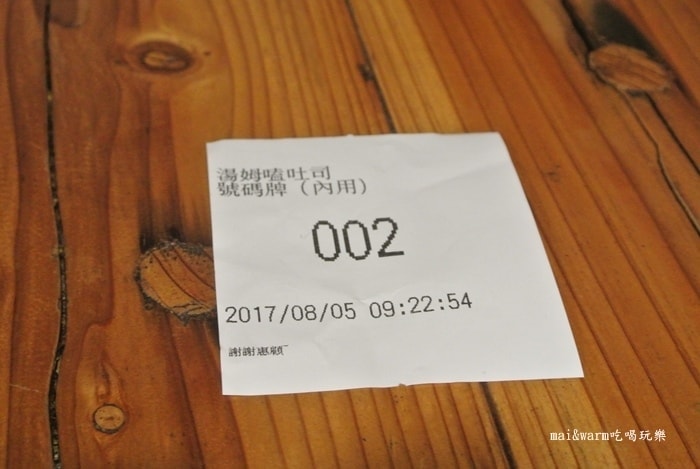 湯姆嗑吐司
號碼牌 (內用)
002
2017/08/05 09:22:54
謝謝惠顧
mai&warm吃喝玩樂